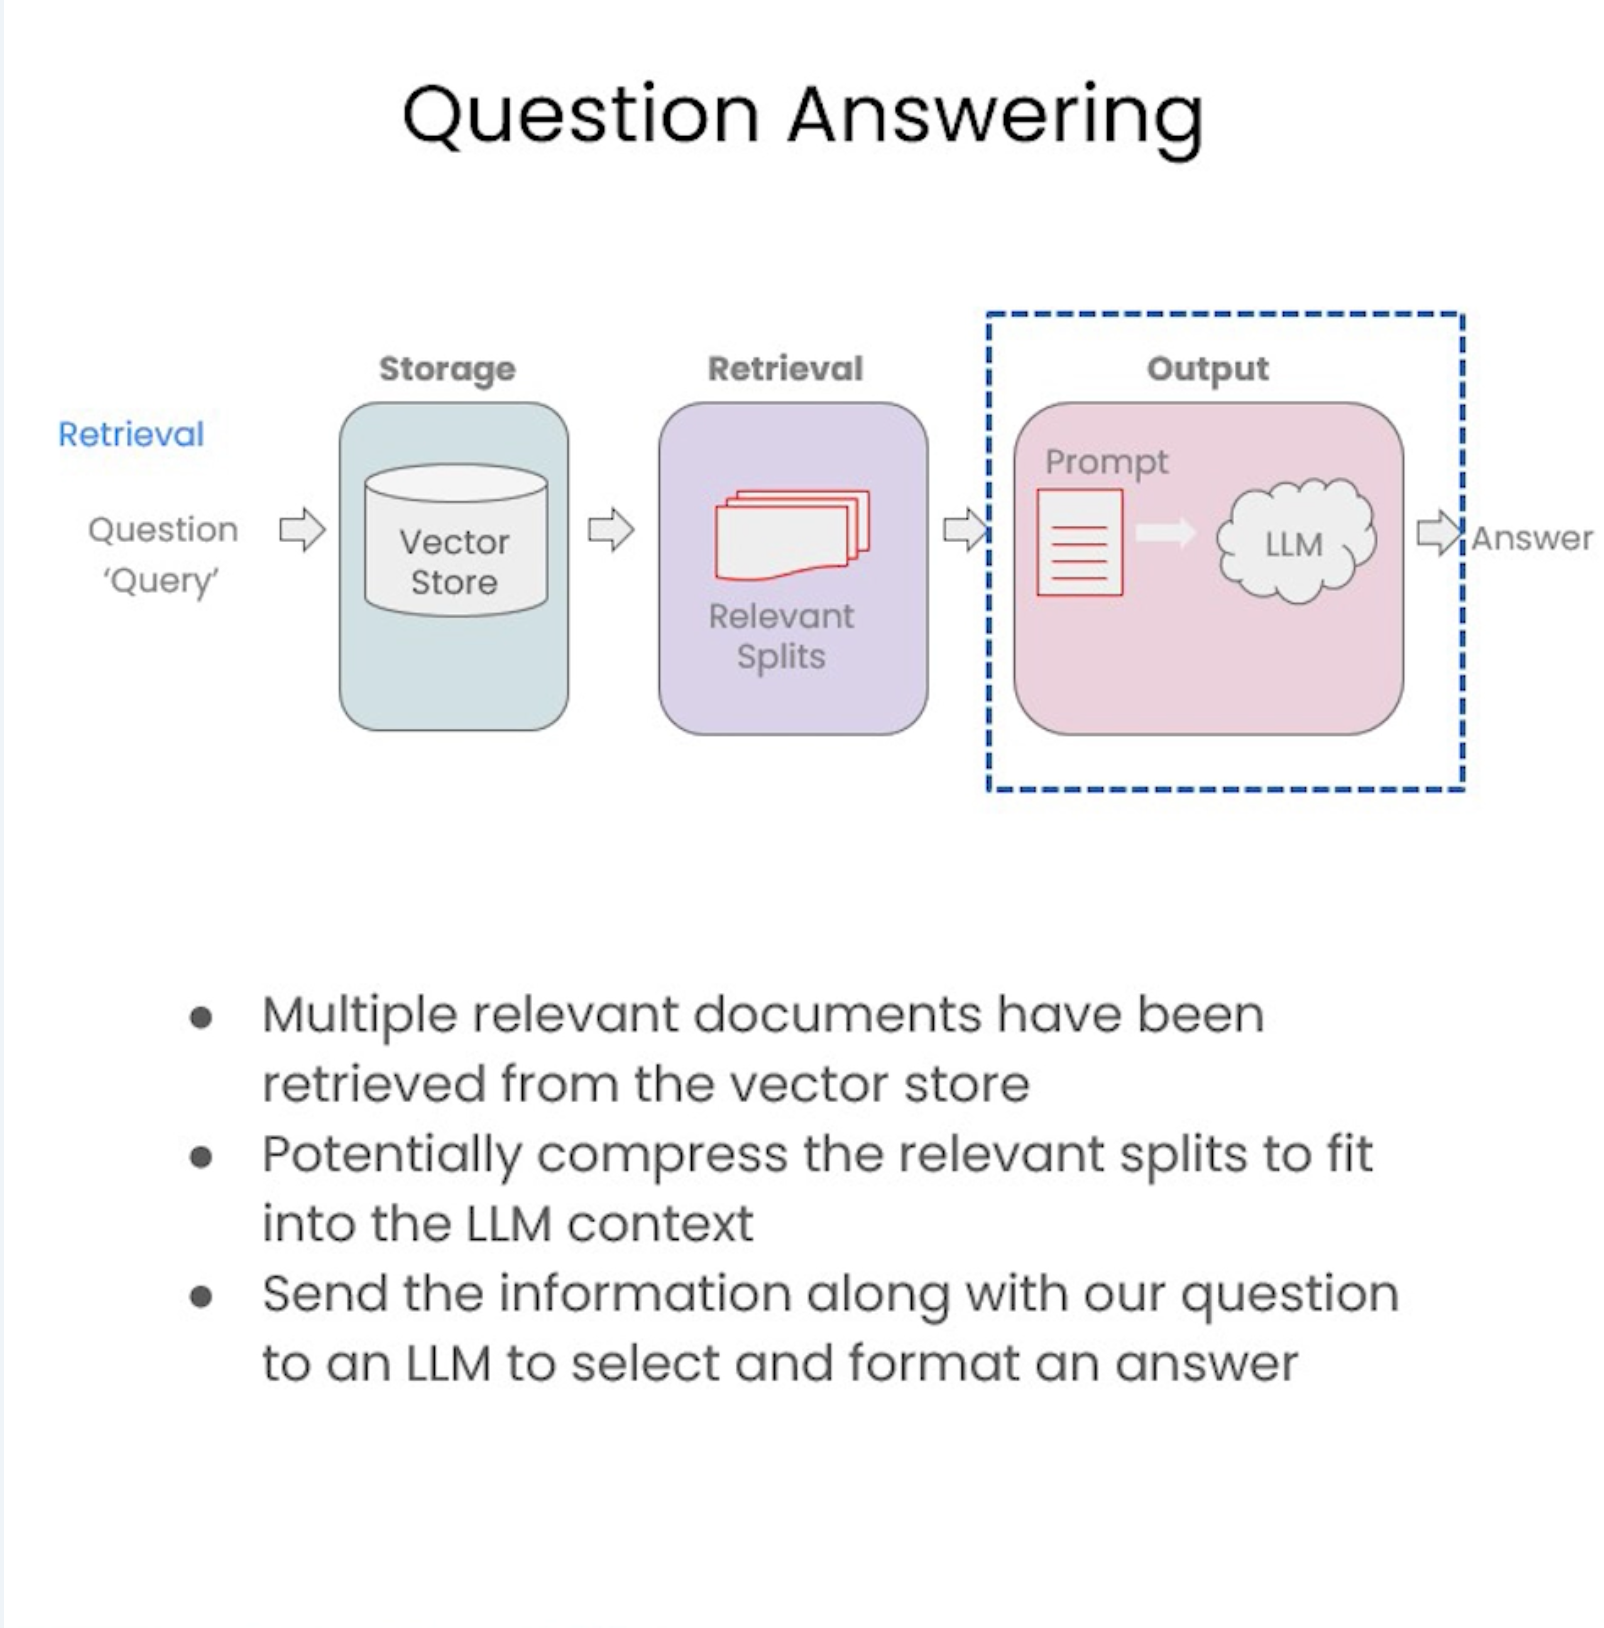 Question Answering
Storage
Retrieval
Output
Retrieval
Question
‘Query’
Vector
Store
Relevant
Splits
Prompt
LLM
Answer
● Multiple relevant documents have been
retrieved from the vector store
● Potentially compress the relevant splits to fit
into the LLM context
● Send the information along with our question
to an LLM to select and format an answer